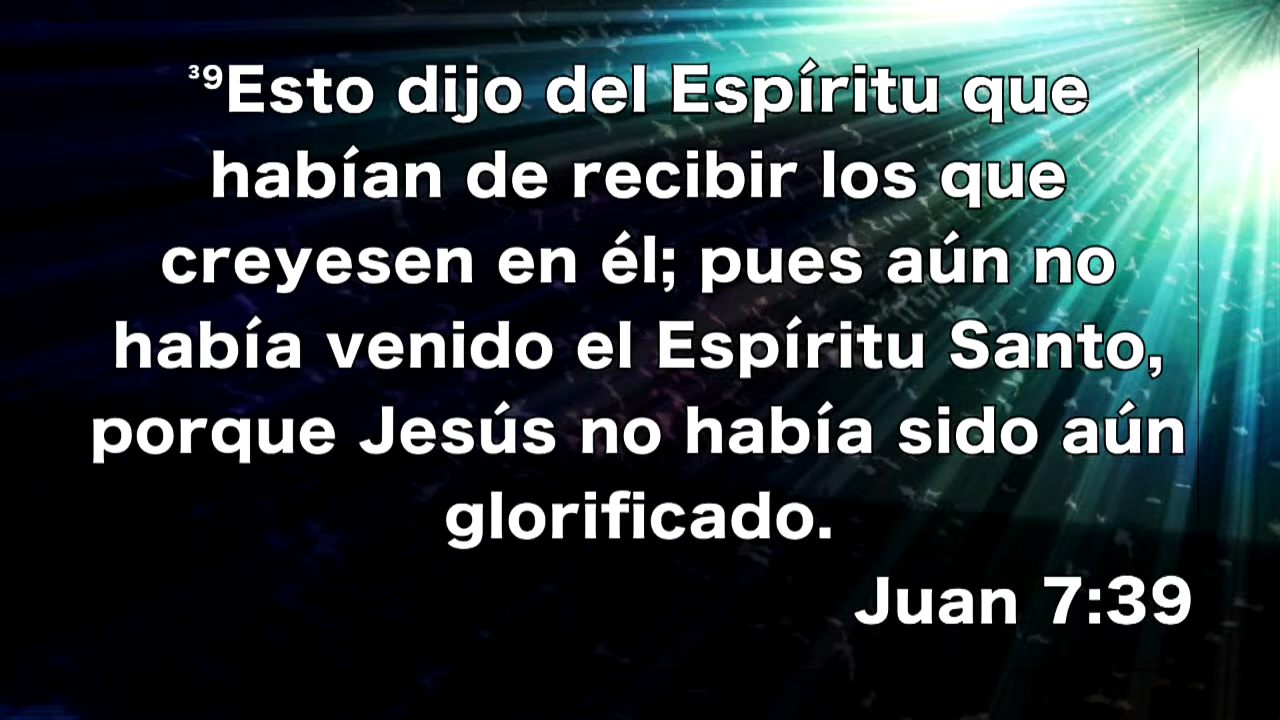 ³⁹Esto dijo del Espíritu que
habían de recibir los que
creyesen en él; pues aún no
había venido el Espíritu Santo,
porque Jesús no había sido aún
glorificado.
Juan 7:39